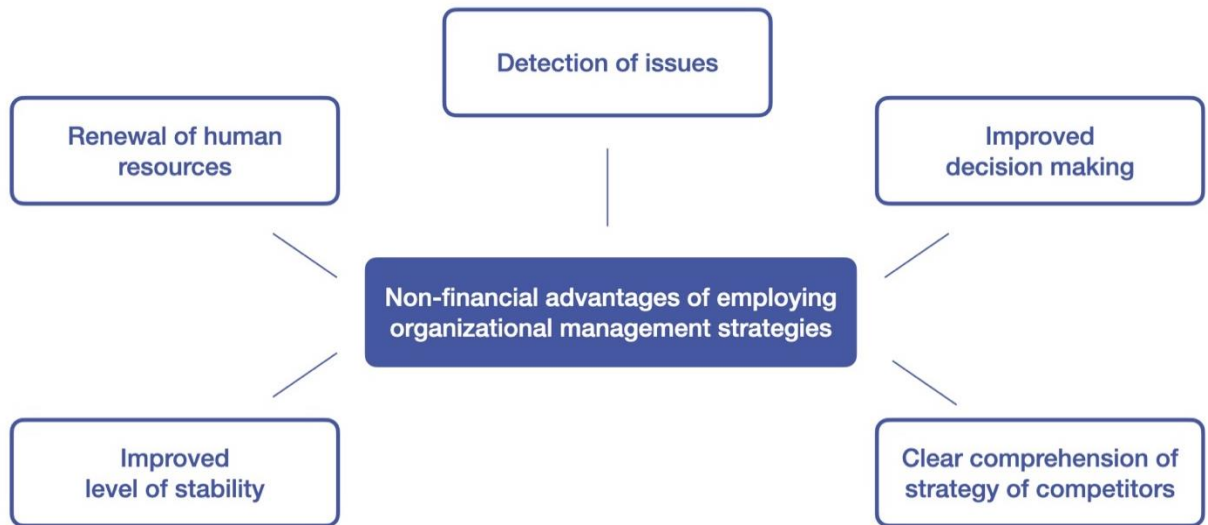 Detection of issues
Renewal of human
resources
Improved
decision making
Non-financial advantages of employing
organizational management strategies
Improved
level of stability
Clear comprehension of
strategy of competitors